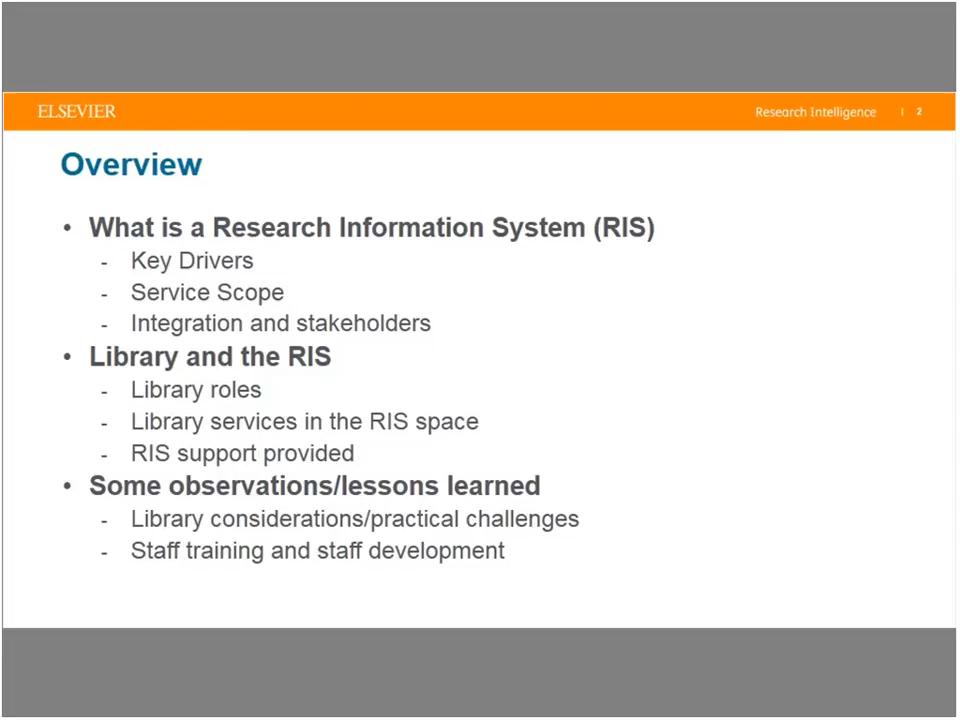 ELSEVIER
Research Intelligence | 2
Overview
• What is a Research Information System (RIS)
- Key Drivers
- Service Scope
- Integration and stakeholders
• Library and the RIS
- Library roles
- Library services in the RIS space
- RIS support provided
• Some observations/lessons learned
- Library considerations/practical challenges
- Staff training and staff development